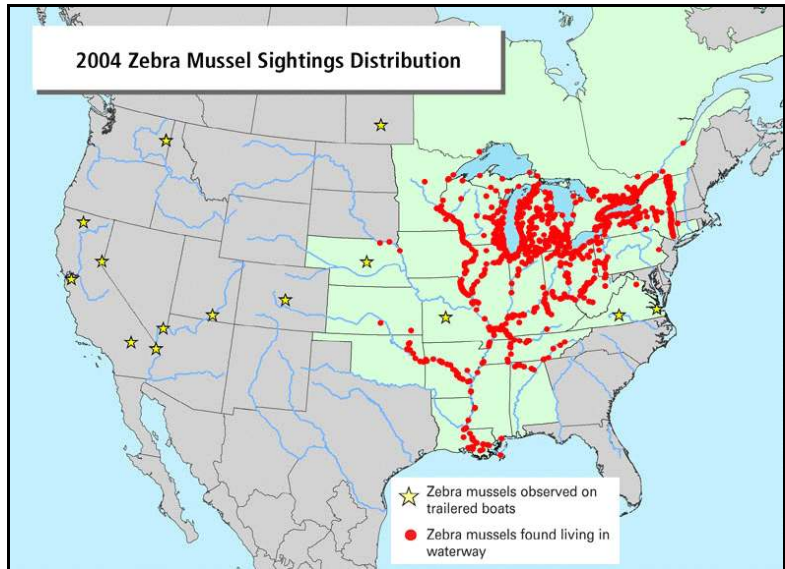 2004 Zebra Mussel Sightings Distribution
Zebra mussels observed on
trailered boats
Zebra mussels found living in
waterway